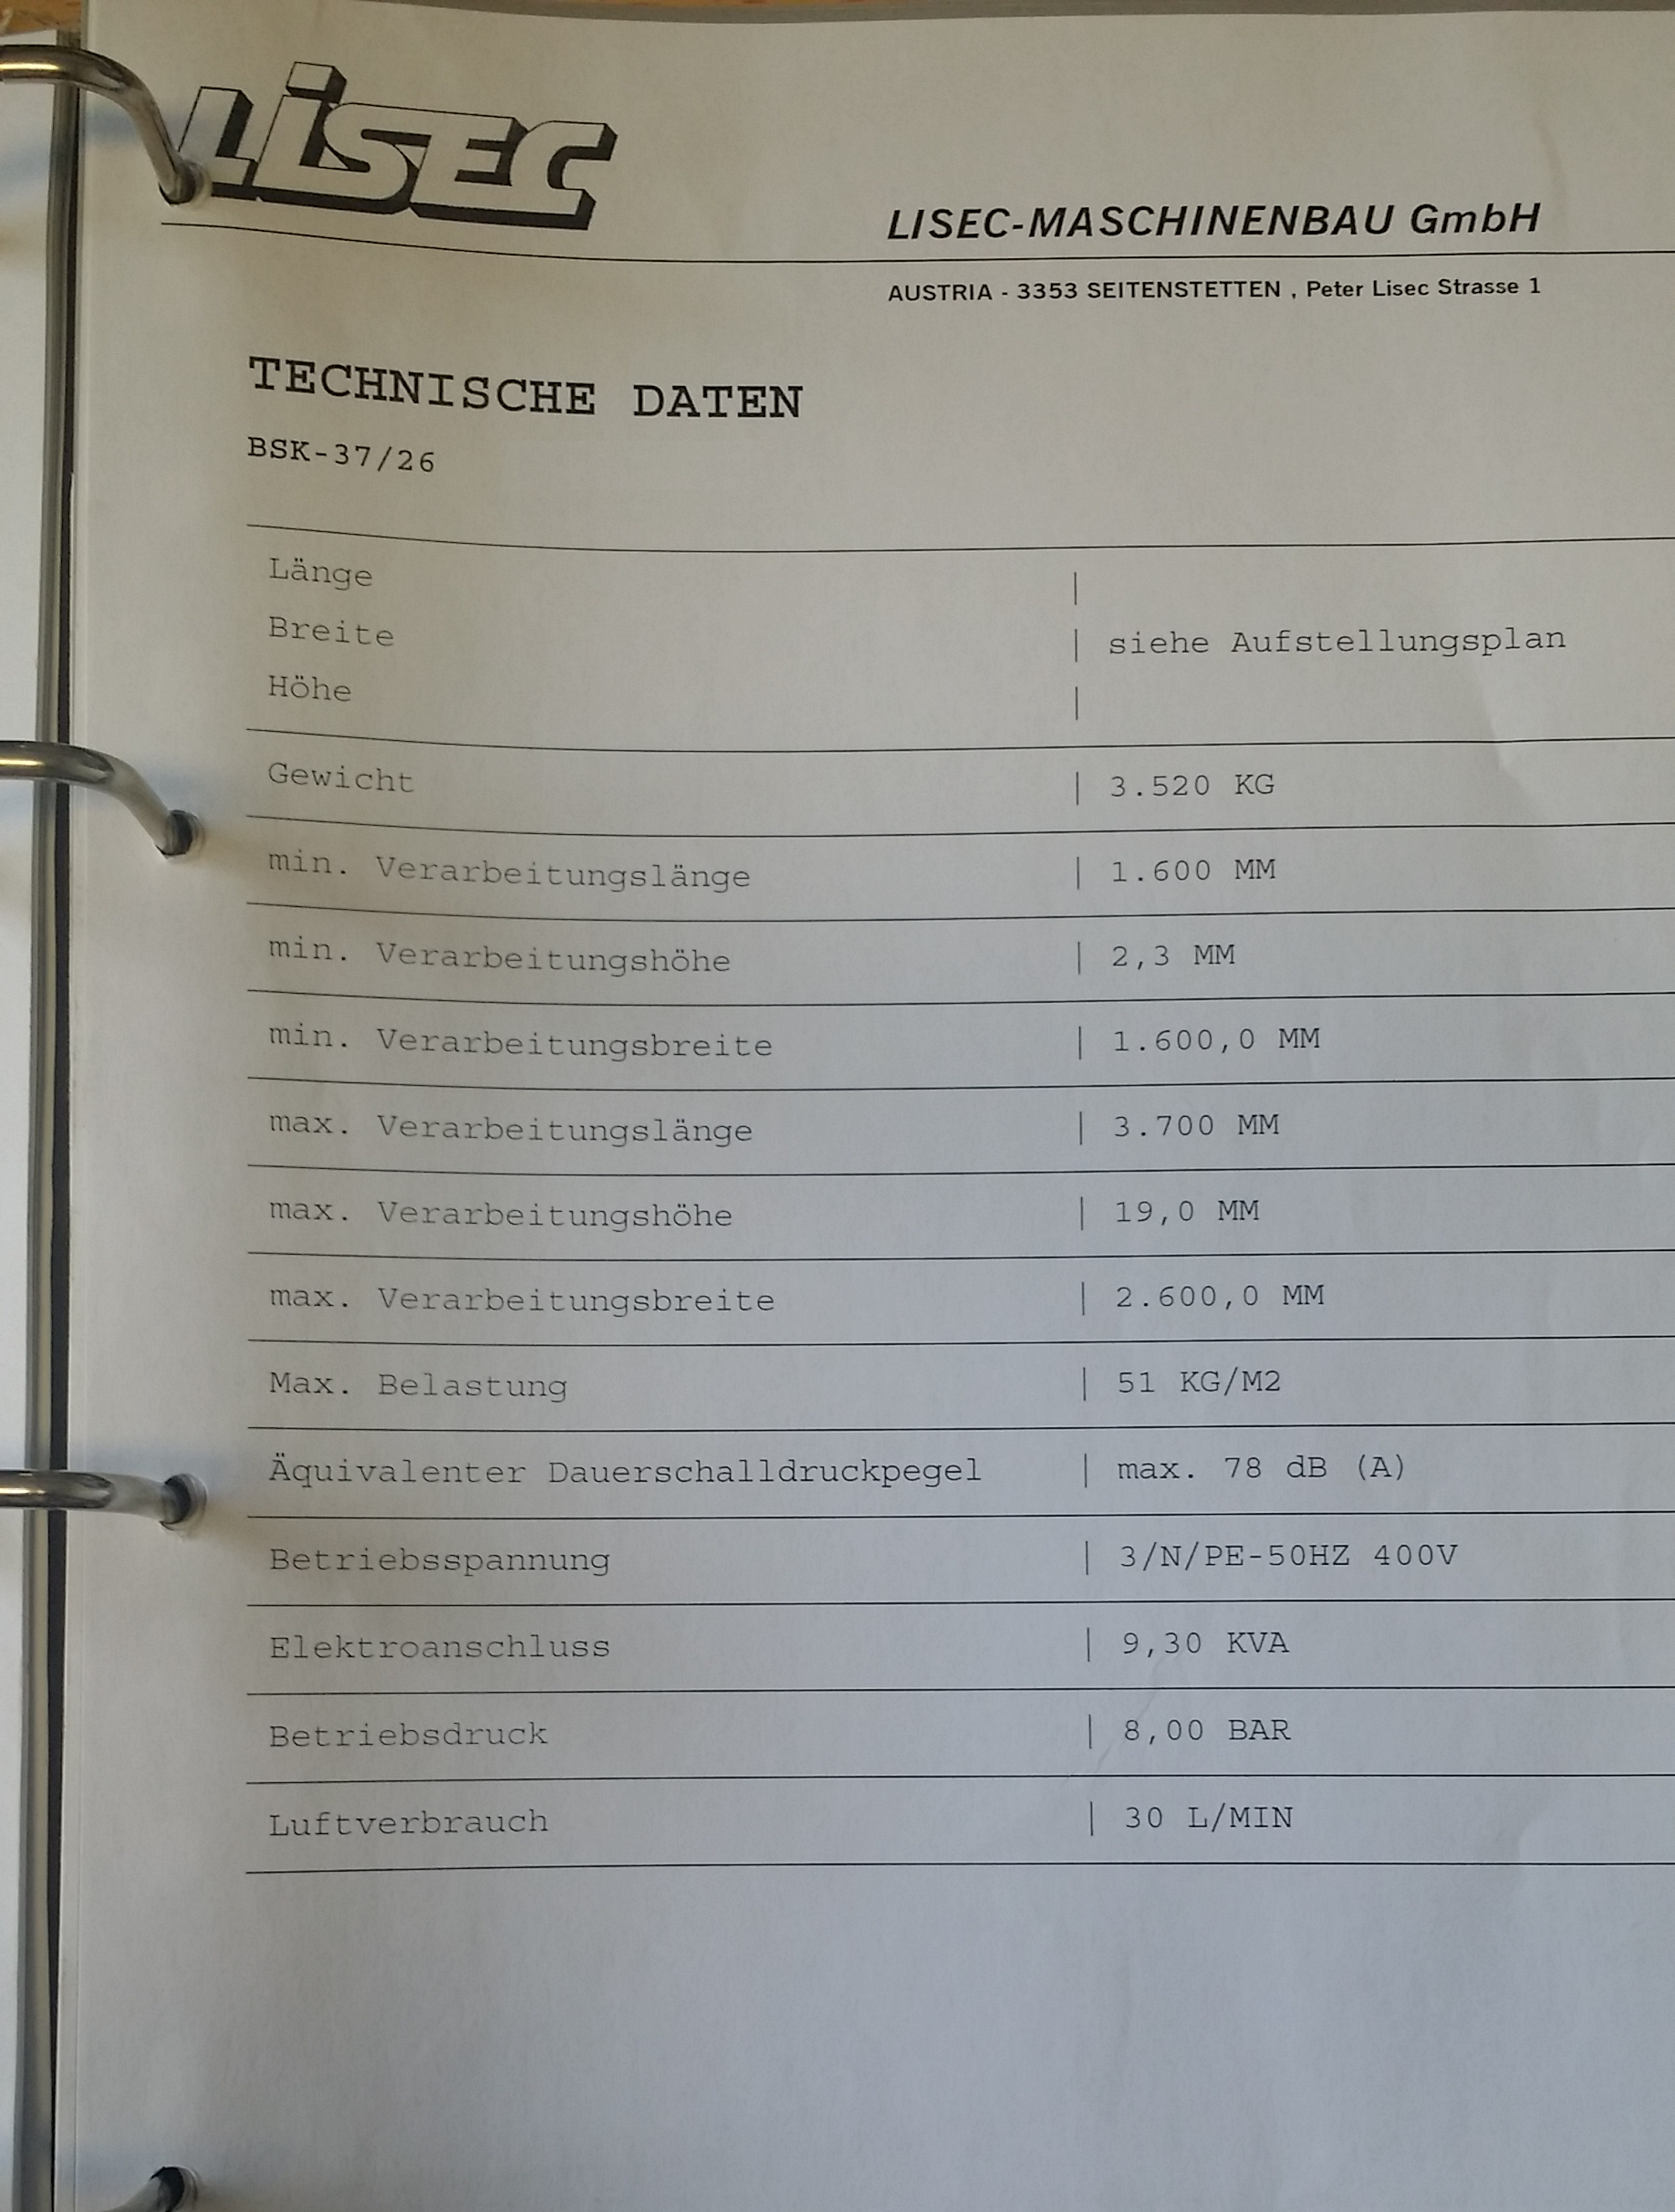 LiSEC
LISEC-MASCHINENBAU GmbH
AUSTRIA - 3353 SEITENSTETTEN , Peter Lisec Strasse 1
TECHNISCHE DATEN
BSK-37/26
Länge |
Breite | siehe Aufstellungsplan
Höhe |
Gewicht | 3.520 KG
min. Verarbeitungslänge | 1.600 MM
min. Verarbeitungshöhe | 2,3 MM
min. Verarbeitungsbreite | 1.600,0 MM
max. Verarbeitungslänge | 3.700 MM
max. Verarbeitungshöhe | 19,0 MM
max. Verarbeitungsbreite | 2.600,0 MM
Max. Belastung | 51 KG/M2
Äquivalenter Dauerschalldruckpegel | max. 78 dB (A)
Betriebsspannung | 3/N/PE-50HZ 400V
Elektroanschluss | 9,30 KVA
Betriebsdruck | 8,00 BAR
Luftverbrauch | 30 L/MIN